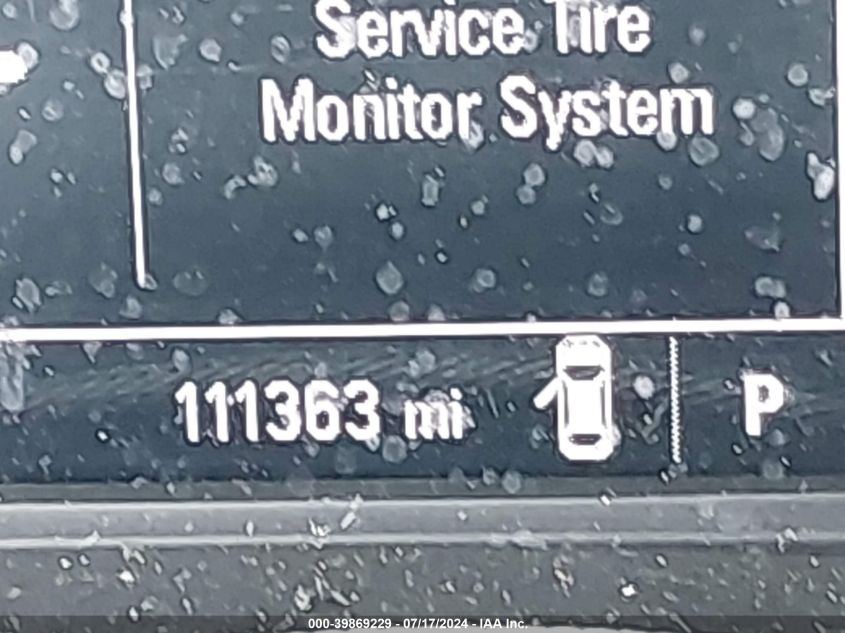 Service Tire
Monitor System
111363 mi
P
000-39869229 - 07/17/2024 - IAA Inc.